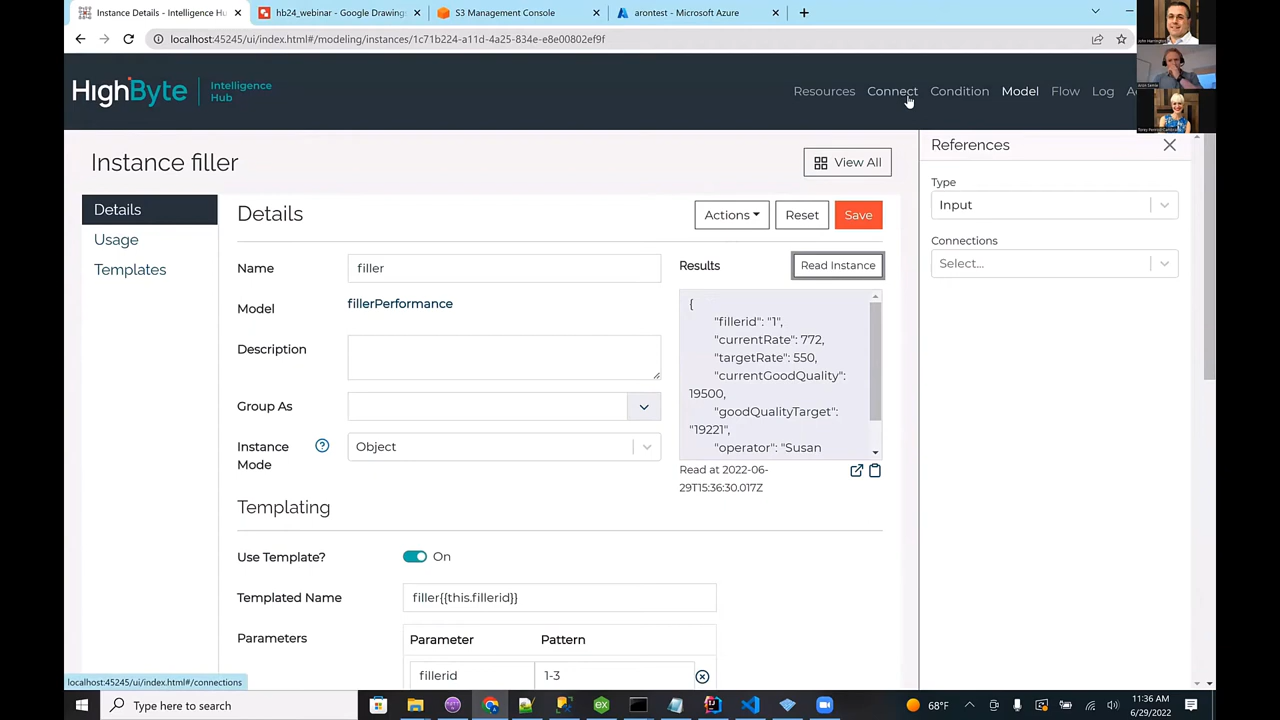 Instance Details - Intelligence Hub
hb24_webinar - Google Drawings
S3 Management Console
arontest - Microsoft Azure
localhost:45245/ui/index.html#/modeling/instances/1c71b224-a11d-4a25-834e-e8e00802ef9f
HighByte
Intelligence
Hub
Resources
Connect
Condition
Model
Flow
Log
Instance filler
View All
Details
Usage
Templates
Details
Actions
Reset
Save
Name
filler
Model
fillerPerformance
Description
Group As
Instance
Mode
Object
Results
Read Instance
{
"fillerid": "1",
"currentRate": 772,
"targetRate": 550,
"currentGoodQuality":
19500,
"goodQualityTarget":
"19221",
"operator": "Susan
Read at 2022-06-
29T15:36:30.017Z
Templating
Use Template?
On
Templated Name
filler{{this.fillerid}}
Parameters
Parameter
Pattern
fillerid
1-3
References
Type
Input
Connections
Select...
localhost:45245/ui/index.html#/connections
Type here to search
68°F
11:36 AM
6/29/2022